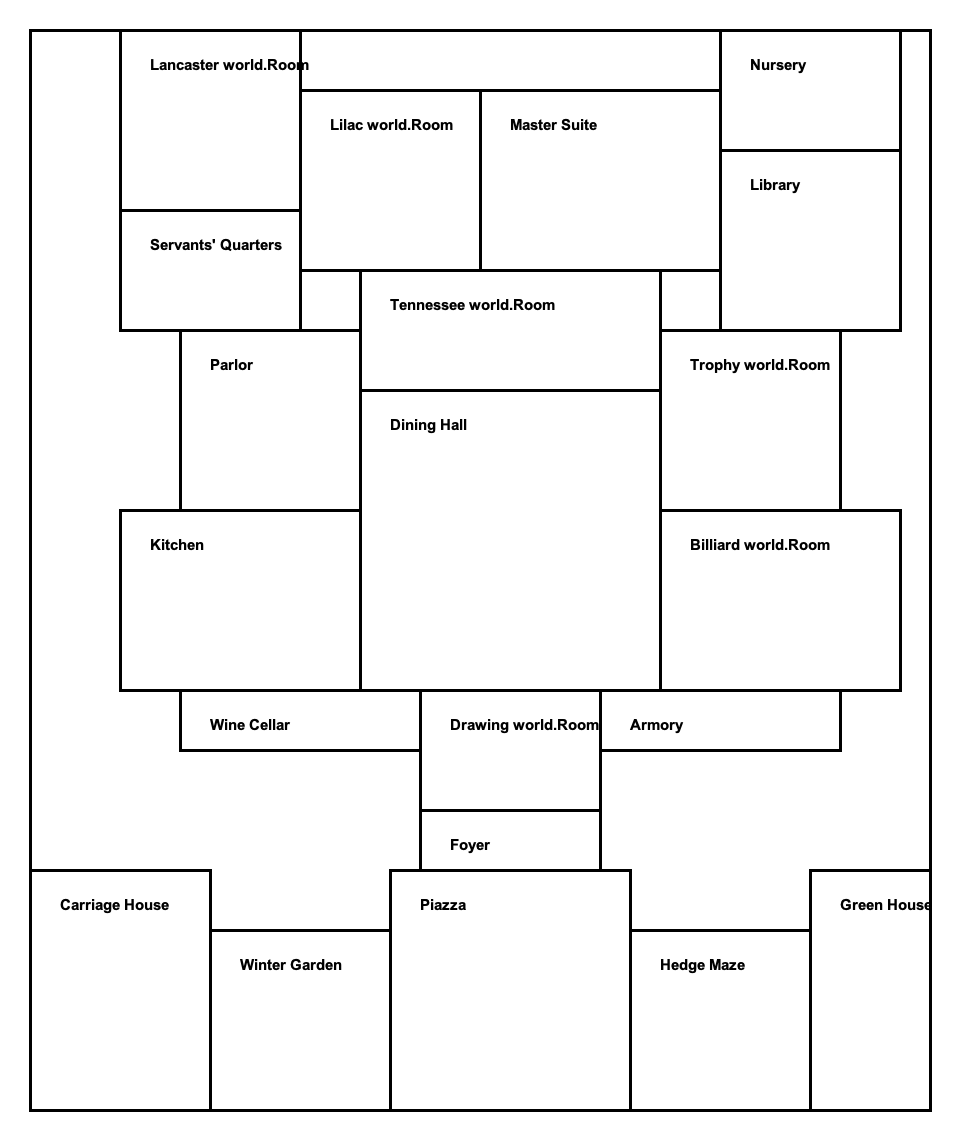 Lancaster world.Room
Nursery
Lilac world.Room
Master Suite
Library
Servants' Quarters
Tennessee world.Room
Parlor
Trophy world.Room
Dining Hall
Kitchen
Billiard world.Room
Wine Cellar
Drawing world.Room
Armory
Foyer
Carriage House
Piazza
Green House
Winter Garden
Hedge Maze